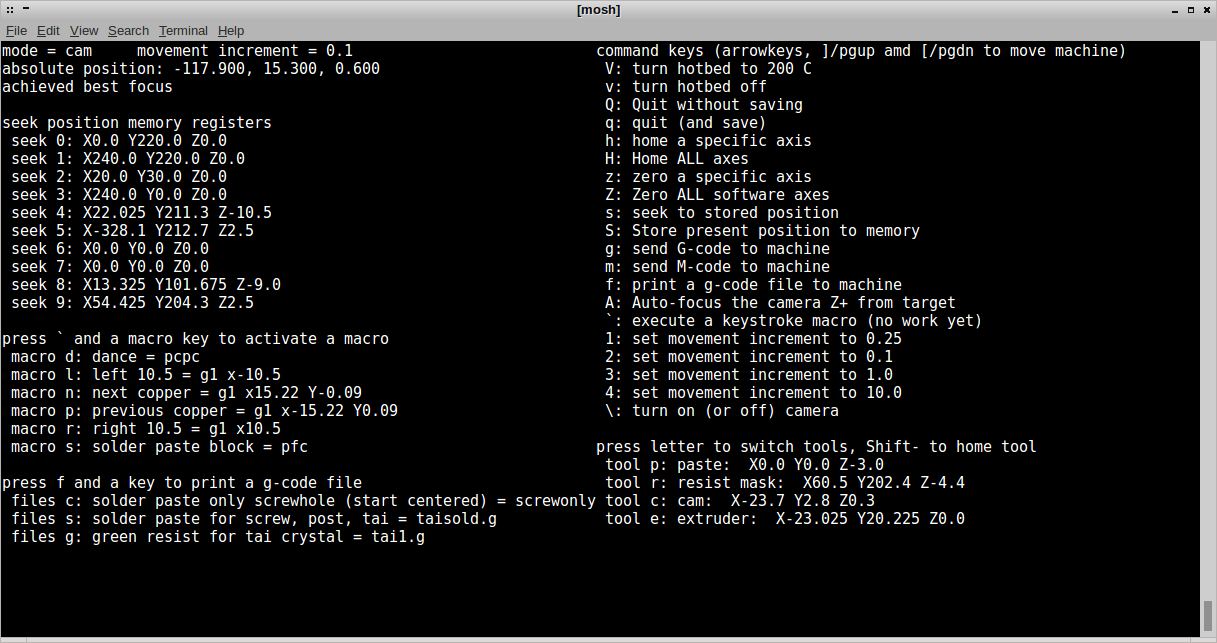 [mosh]
File Edit View Search Terminal Help
mode = cam     movement increment = 0.1
absolute position: -117.900, 15.300, 0.600
achieved best focus
seek position memory registers
seek 0: X0.0 Y220.0 Z0.0
seek 1: X240.0 Y220.0 Z0.0
seek 2: X20.0 Y30.0 Z0.0
seek 3: X240.0 Y0.0 Z0.0
seek 4: X22.025 Y211.3 Z-10.5
seek 5: X-328.1 Y212.7 Z2.5
seek 6: X0.0 Y0.0 Z0.0
seek 7: X0.0 Y0.0 Z0.0
seek 8: X13.325 Y101.675 Z-9.0
seek 9: X54.425 Y204.3 Z2.5
press ` and a macro key to activate a macro
macro d: dance = pcpc
macro l: left 10.5 = g1 x-10.5
macro n: next copper = g1 x15.22 Y-0.09
macro p: previous copper = g1 x-15.22 Y0.09
macro r: right 10.5 = g1 x10.5
macro s: solder paste block = pfc
press f and a key to print a g-code file
files c: solder paste only screwhole (start centered) = screwonly
files s: solder paste for screw, post, tai = taisold.g
files g: green resist for tai crystal = tai1.g
command keys (arrowkeys, ]/pgup amd [/pgdn to move machine)
V: turn hotbed to 200 C
v: turn hotbed off
Q: Quit without saving
q: quit (and save)
h: home a specific axis
H: Home ALL axes
z: zero a specific axis
Z: Zero ALL software axes
s: seek to stored position
S: Store present position to memory
g: send G-code to machine
m: send M-code to machine
f: print a g-code file to machine
A: Auto-focus the camera Z+ from target
`: execute a keystroke macro (no work yet)
1: set movement increment to 0.25
2: set movement increment to 0.1
3: set movement increment to 1.0
4: set movement increment to 10.0
\: turn on (or off) camera
press letter to switch tools, Shift- to home tool
tool p: paste:  X0.0 Y0.0 Z-3.0
tool r: resist mask:  X60.5 Y202.4 Z-4.4
tool c: cam:  X-23.7 Y2.8 Z0.3
tool e: extruder:  X-23.025 Y20.225 Z0.0